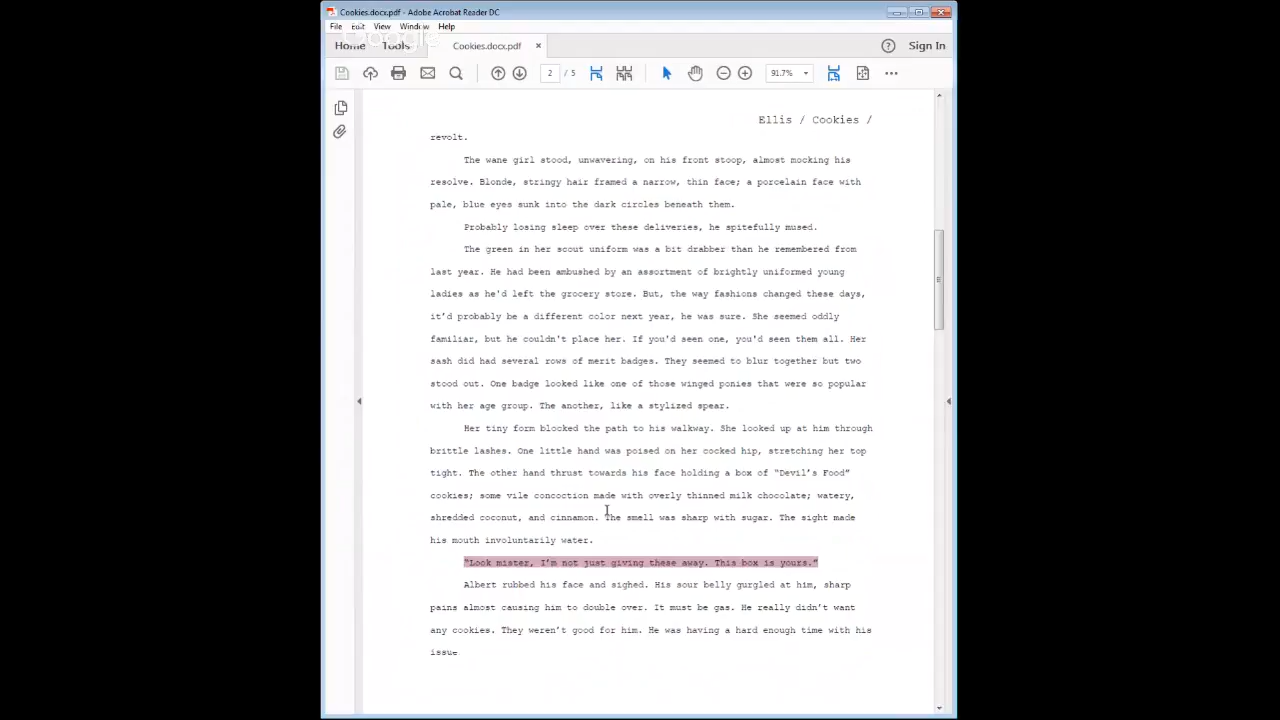 Cookies.docx.pdf - Adobe Acrobat Reader DC
File Edit View Window Help
Google
Home Tools Cookies.docx.pdf × Sign In
2 / 5 91.7%
Ellis / Cookies /
revolt.
The wane girl stood, unwavering, on his front stoop, almost mocking his
resolve. Blonde, stringy hair framed a narrow, thin face; a porcelain face with
pale, blue eyes sunk into the dark circles beneath them.
Probably losing sleep over these deliveries, he spitefully mused.
The green in her scout uniform was a bit drabber than he remembered from
last year. He had been ambushed by an assortment of brightly uniformed young
ladies as he'd left the grocery store. But, the way fashions changed these days,
it'd probably be a different color next year, he was sure. She seemed oddly
familiar, but he couldn't place her. If you'd seen one, you'd seen them all. Her
sash did had several rows of merit badges. They seemed to blur together but two
stood out. One badge looked like one of those winged ponies that were so popular
with her age group. The another, like a stylized spear.
Her tiny form blocked the path to his walkway. She looked up at him through
brittle lashes. One little hand was poised on her cocked hip, stretching her top
tight. The other hand thrust towards his face holding a box of “Devil’s Food”
cookies; some vile concoction made with overly thinned milk chocolate; watery,
shredded coconut, and cinnamon. The smell was sharp with sugar. The sight made
his mouth involuntarily water.
“Look mister, I’m not just giving these away. This box is yours.”
Albert rubbed his face and sighed. His sour belly gurgled at him, sharp
pains almost causing him to double over. It must be gas. He really didn’t want
any cookies. They weren’t good for him. He was having a hard enough time with his
issue